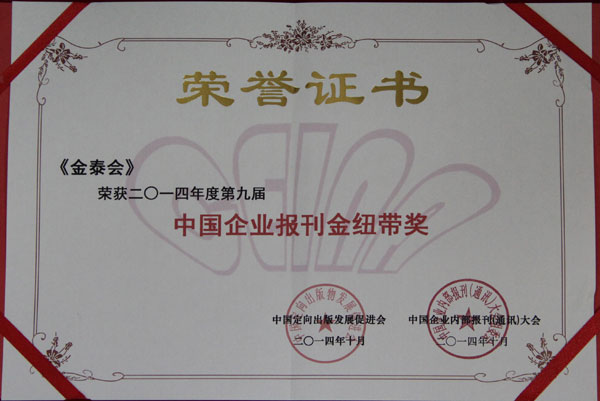 荣誉证书
《金泰会》
荣获二〇一四年度第九届
中国企业报刊金纽带奖
中国定向出版发展促进会
二〇一四年十月
中国企业内部报刊(通讯)大会
二〇一四年十月